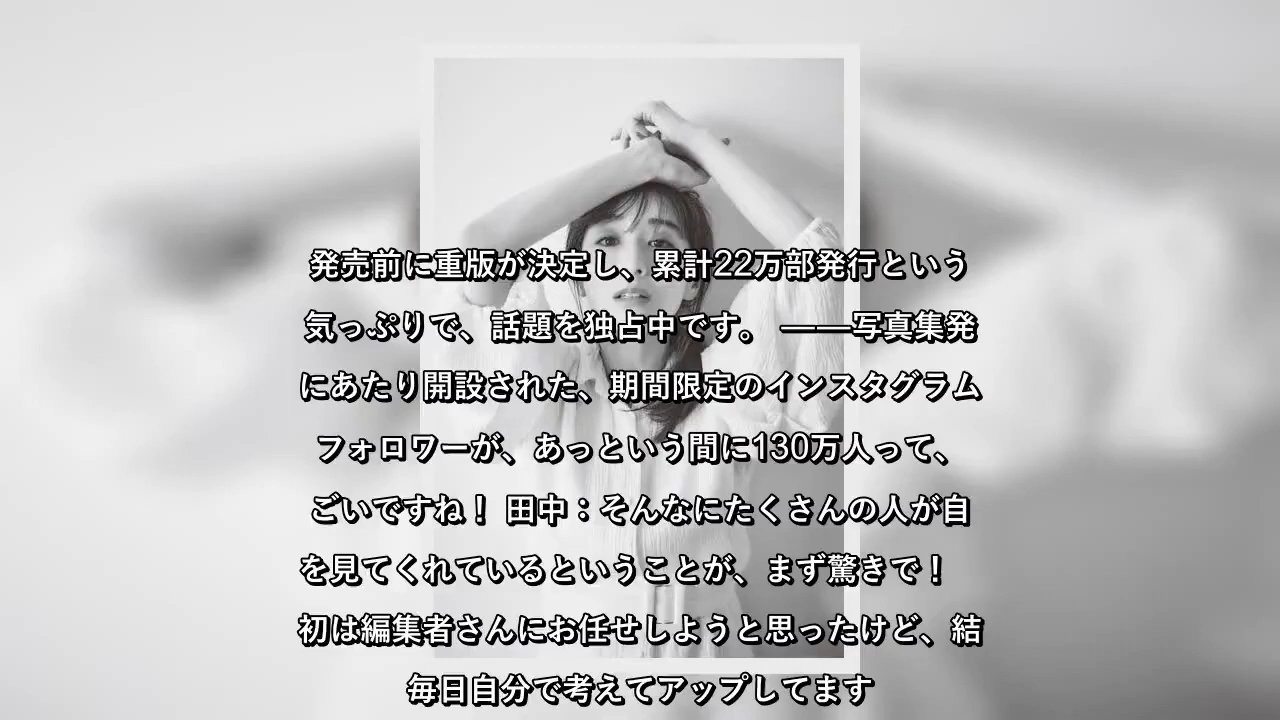 発売前に重版が決定し、累計22万部発行という
気っぷりで、話題を独占中です。 ——写真集発
にあたり開設された、期間限定のインスタグラム
フォロワーが、あっという間に130万人って、
ごいですね！ 田中：そんなにたくさんの人が自
を見てくれているということが、まず驚きで！
初は編集者さんにお任せしようと思ったけど、結
毎日自分で考えてアップしてます